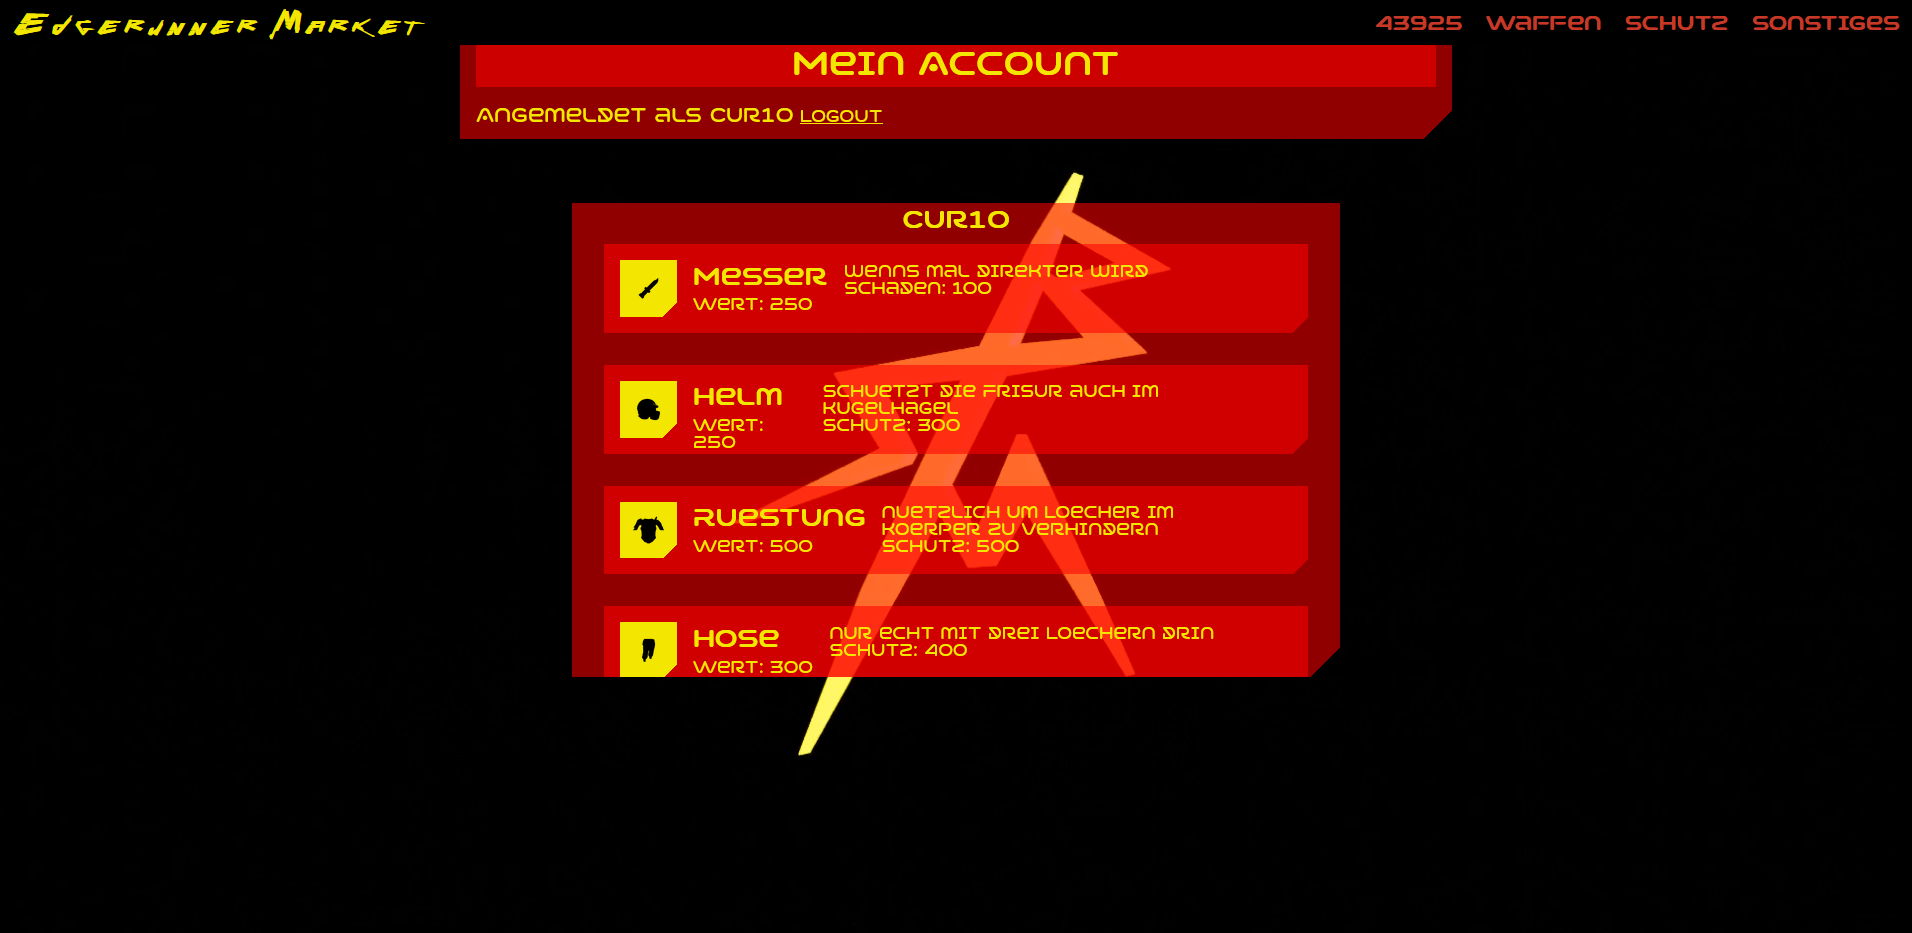 Edgerunner Market
43925 Waffen Schutz Sonstiges
Mein Account
Angemeldet als Cur10 Logout
Cur10
Messer
Wert: 250
Wenns mal direkter wird
Schaden: 100
Helm
Wert:
250
Schuetzt die Frisur auch im
Kugelhagel
Schutz: 300
Ruestung
Wert: 500
Nuetzlich um Loecher im
Koerper zu verhindern
Schutz: 500
Hose
Wert: 300
Nur echt mit drei Loechern drin
Schutz: 400